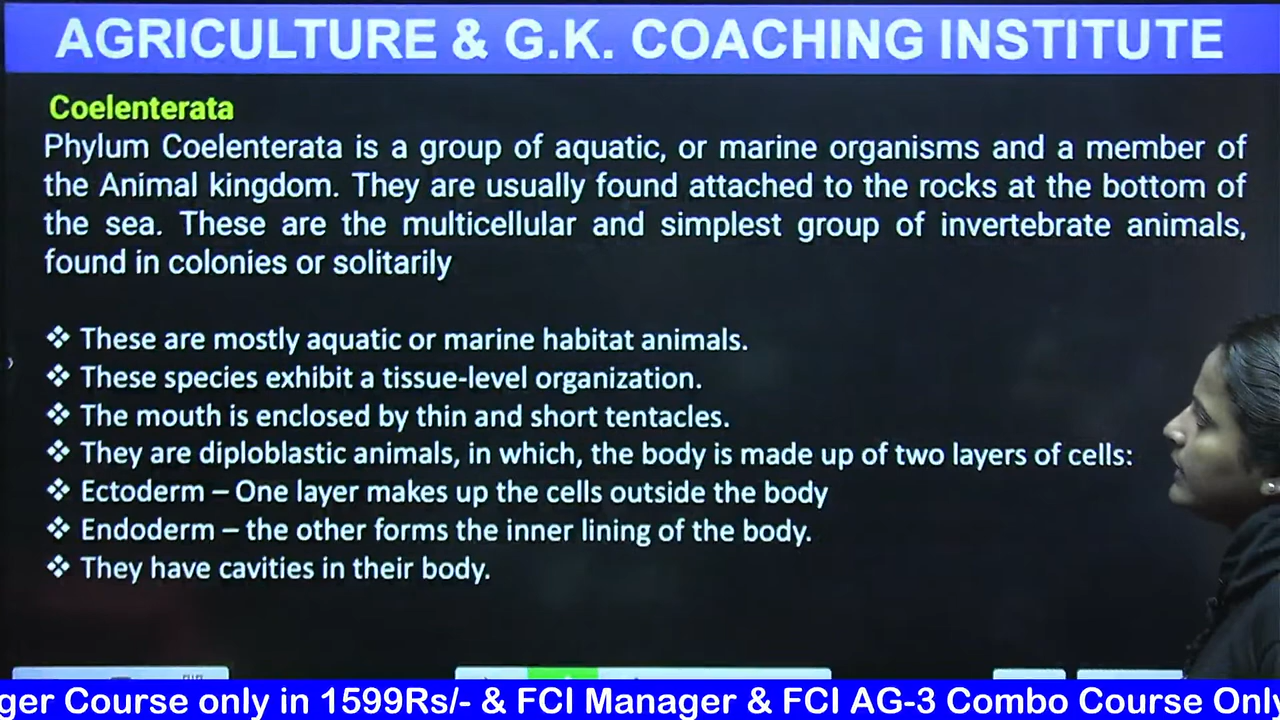 AGRICULTURE & G.K. COACHING INSTITUTE
Coelenterata
Phylum Coelenterata is a group of aquatic, or marine organisms and a member of
the Animal kingdom. They are usually found attached to the rocks at the bottom of
the sea. These are the multicellular and simplest group of invertebrate animals,
found in colonies or solitarily
❖ These are mostly aquatic or marine habitat animals.
❖ These species exhibit a tissue-level organization.
❖ The mouth is enclosed by thin and short tentacles.
❖ They are diploblastic animals, in which, the body is made up of two layers of cells:
❖ Ectoderm – One layer makes up the cells outside the body
❖ Endoderm – the other forms the inner lining of the body.
❖ They have cavities in their body.
ger Course only in 1599Rs/- & FCI Manager & FCI AG-3 Combo Course Only